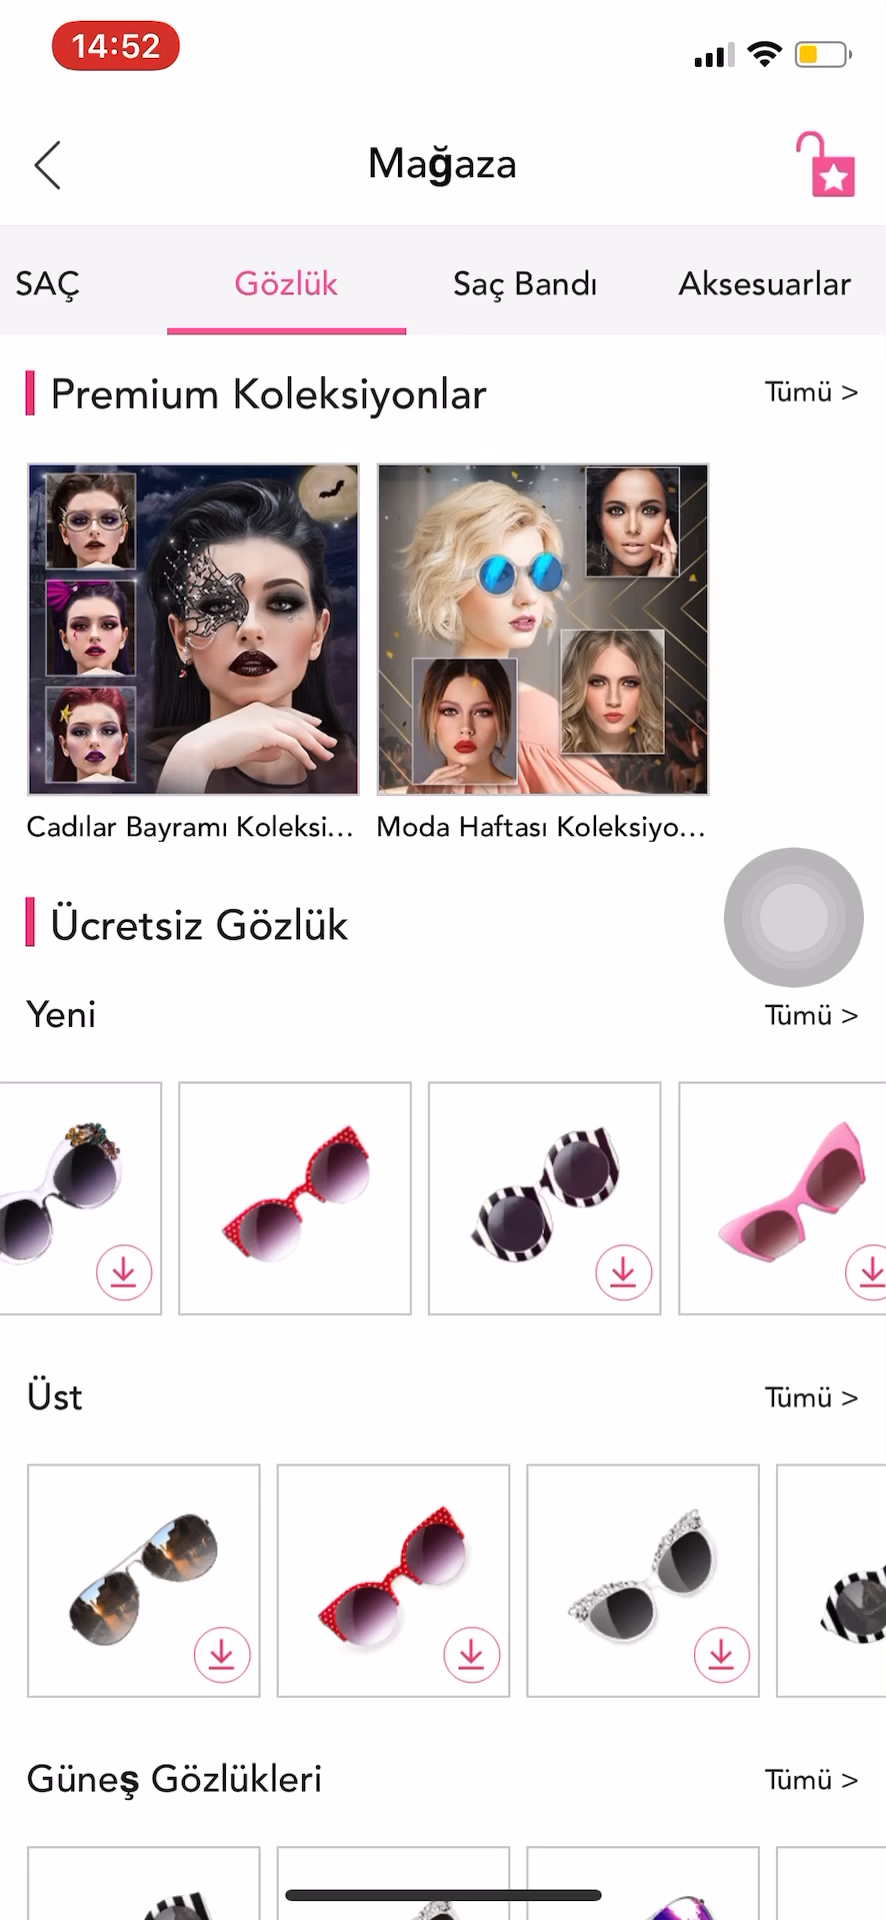 14:52
Mağaza
SAÇ Gözlük Saç Bandı Aksesuarlar
Premium Koleksiyonlar Tümü >
Cadılar Bayramı Koleksi... Moda Haftası Koleksiyo...
Ücretsiz Gözlük
Yeni Tümü >
Üst Tümü >
Güneş Gözlükleri Tümü >